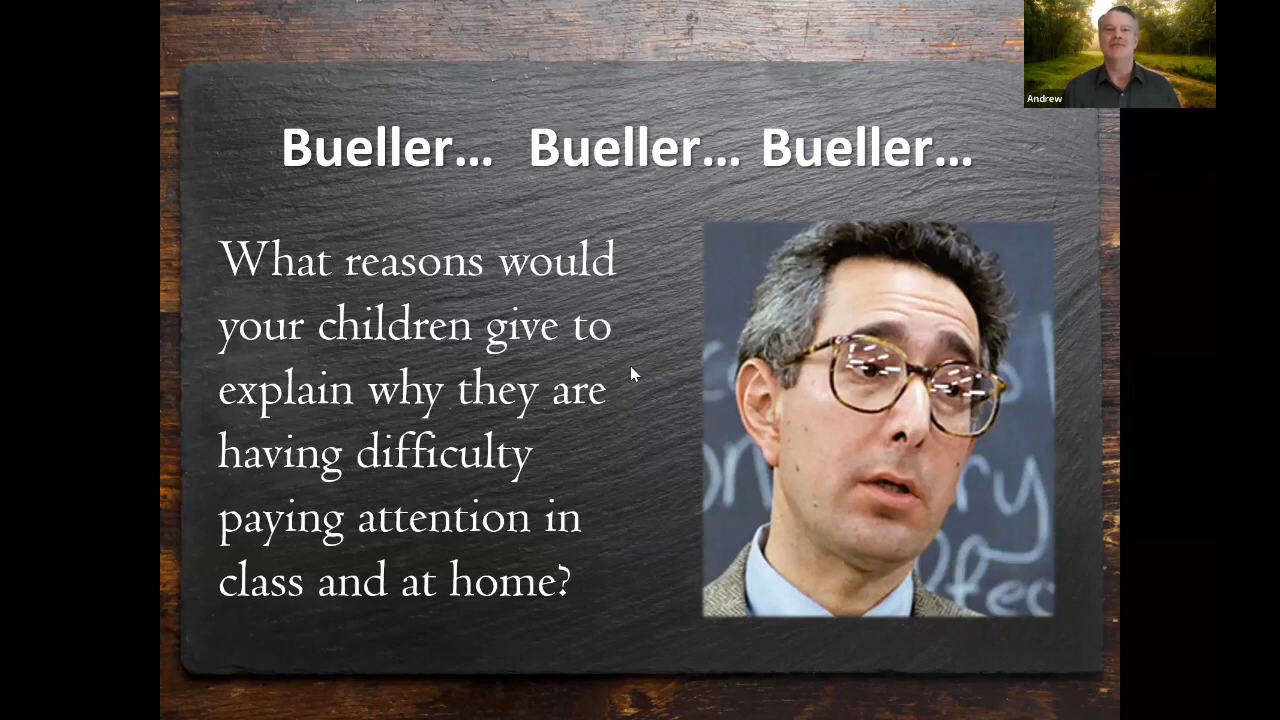 Andrew
Bueller... Bueller... Bueller...
What reasons would
your children give to
explain why they are
having difficulty
paying attention in
class and at home?